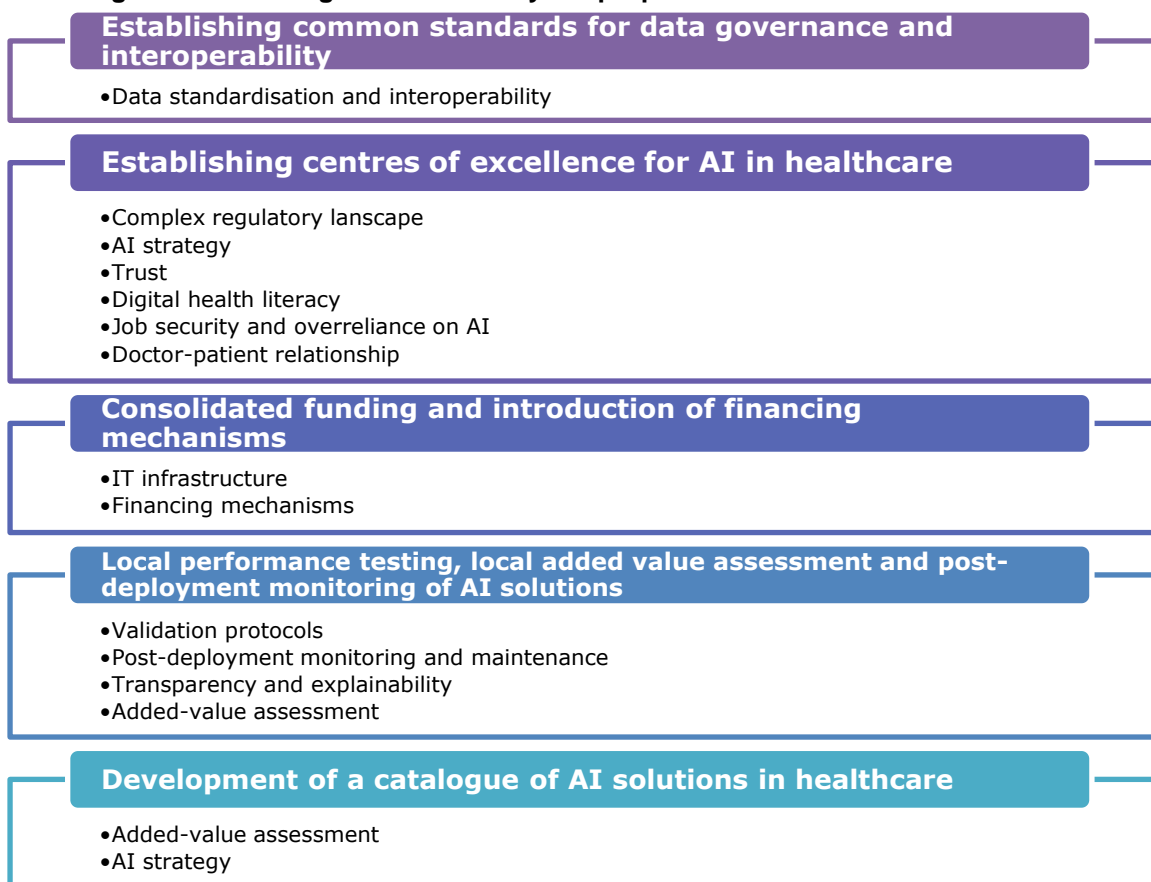 Establishing common standards for data governance and
interoperability
•Data standardisation and interoperability
Establishing centres of excellence for AI in healthcare
•Complex regulatory lanscape
•AI strategy
•Trust
•Digital health literacy
•Job security and overreliance on AI
•Doctor-patient relationship
Consolidated funding and introduction of financing
mechanisms
•IT infrastructure
•Financing mechanisms
Local performance testing, local added value assessment and post-
deployment monitoring of AI solutions
•Validation protocols
•Post-deployment monitoring and maintenance
•Transparency and explainability
•Added-value assessment
Development of a catalogue of AI solutions in healthcare
•Added-value assessment
•AI strategy